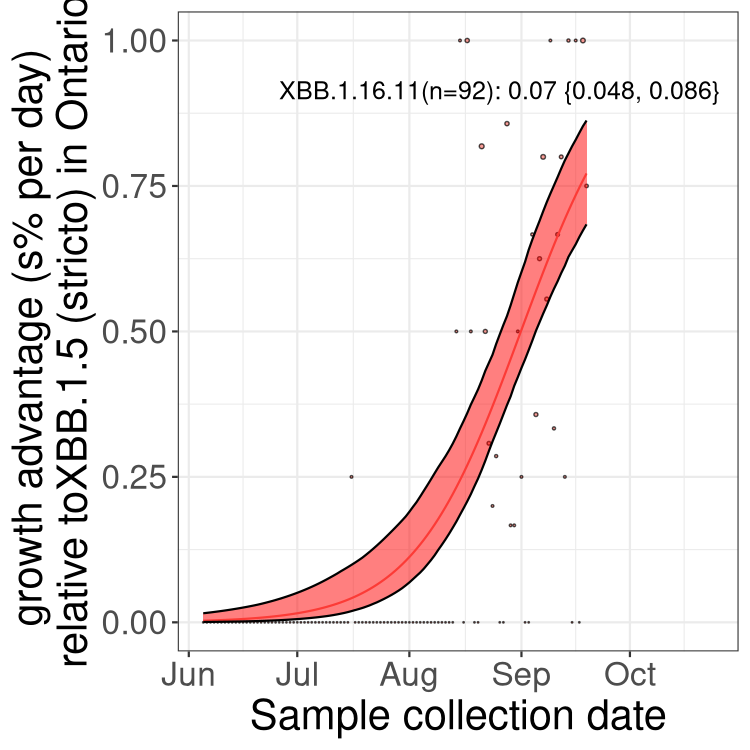 growth advantage (s% per day)
relative toXBB.1.5 (stricto) in Ontario
1.00
0.75
0.50
0.25
0.00
XBB.1.16.11(n=92): 0.07 {0.048, 0.086}
Jun Jul Aug Sep Oct
Sample collection date